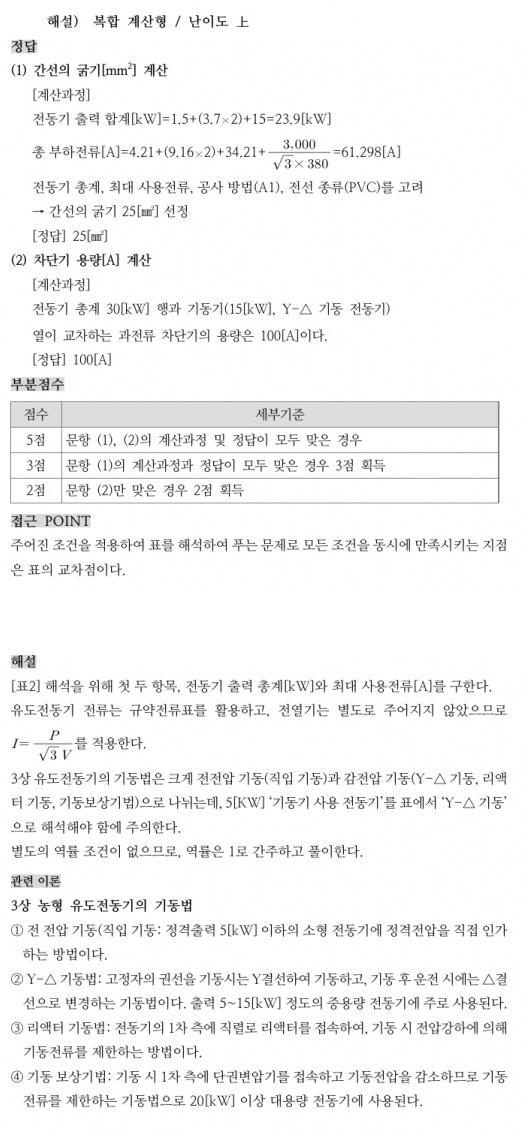 해설) 복합 계산형 / 난이도 上
정답
(1) 간선의 굵기[mm²] 계산
[계산과정]
전동기 출력 합계[kW]=1.5+(3.7×2)+15=23.9[kW]
총 부하전류[A]=4.21+(9.16×2)+34.21+3,000/(√3×380)=61.298[A]
전동기 총계, 최대 사용전류, 공사 방법(A1), 전선 종류(PVC)를 고려
→ 간선의 굵기 25[㎟] 선정
[정답] 25[㎟]
(2) 차단기 용량[A] 계산
[계산과정]
전동기 총계 30[kW] 행과 기동기(15[kW], Y-△ 기동 전동기)
열이 교차하는 과전류 차단기의 용량은 100[A]이다.
[정답] 100[A]
부분점수
점수 세부기준
5점 문항 (1), (2)의 계산과정 및 정답이 모두 맞은 경우
3점 문항 (1)의 계산과정과 정답이 모두 맞은 경우 3점 획득
2점 문항 (2)만 맞은 경우 2점 획득
접근 POINT
주어진 조건을 적용하여 표를 해석하여 푸는 문제로 모든 조건을 동시에 만족시키는 지점
은 표의 교차점이다.
해설
[표2] 해석을 위해 첫 두 항목, 전동기 출력 총계[kW]와 최대 사용전류[A]를 구한다.
유도전동기 전류는 규약전류표를 활용하고, 전열기는 별도로 주어지지 않았으므로
I=P/(√3 V)를 적용한다.
3상 유도전동기의 기동법은 크게 전전압 기동(직입 기동)과 감전압 기동(Y-△ 기동, 리액
터 기동, 기동보상기법)으로 나뉘는데, 5[KW] ‘기동기 사용 전동기’를 표에서 ‘Y-△ 기동’
으로 해석해야 함에 주의한다.
별도의 역률 조건이 없으므로, 역률은 1로 간주하고 풀이한다.
관련 이론
3상 농형 유도전동기의 기동법
① 전 전압 기동(직입 기동: 정격출력 5[kW] 이하의 소형 전동기에 정격전압을 직접 인가
하는 방법이다.
② Y-△ 기동법: 고정자의 권선을 기동시는 Y결선하여 기동하고, 기동 후 운전 시에는 △결
선으로 변경하는 기동법이다. 출력 5~15[kW] 정도의 중용량 전동기에 주로 사용된다.
③ 리액터 기동법: 전동기의 1차 측에 직렬로 리액터를 접속하여, 기동 시 전압강하에 의해
기동전류를 제한하는 방법이다.
④ 기동 보상기법: 기동 시 1차 측에 단권변압기를 접속하고 기동전압을 감소하므로 기동
전류를 제한하는 기동법으로 20[kW] 이상 대용량 전동기에 사용된다.